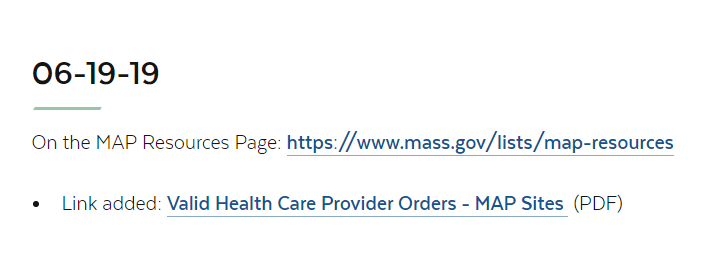 06-19-19
On the MAP Resources Page: https://www.mass.gov/lists/map-resources
• Link added: Valid Health Care Provider Orders - MAP Sites (PDF)